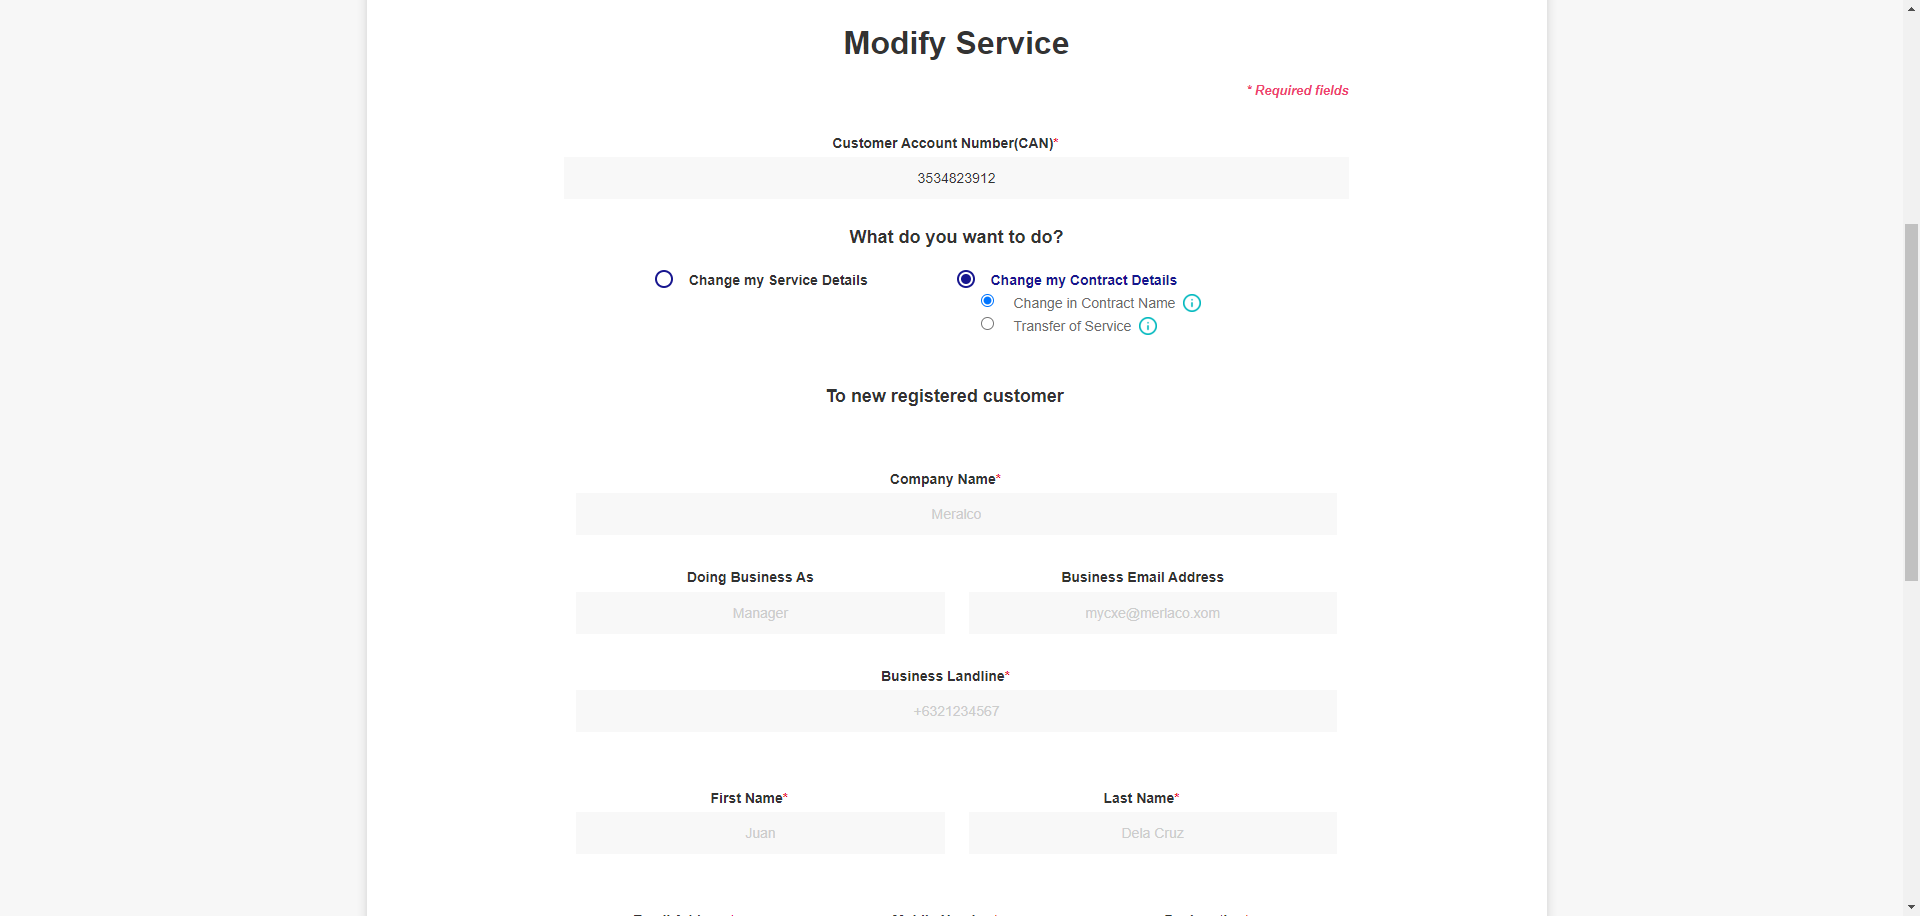 Modify Service
* Required fields
Customer Account Number(CAN)*
3534823912
What do you want to do?
Change my Service Details
Change my Contract Details
Change in Contract Name
Transfer of Service
To new registered customer
Company Name*
Meralco
Doing Business As
Business Email Address
Manager
mycxe@merlaco.xom
Business Landline*
+6321234567
First Name*
Last Name*
Juan
Dela Cruz